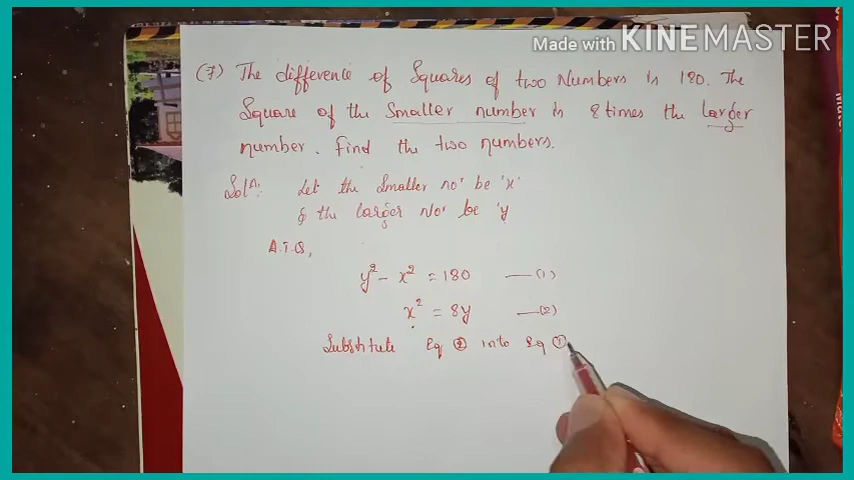 Made with KINEMASTER
(7) The difference of Squares of two Numbers is 180. The
Square of the Smaller number is 8 times the larger
number. Find the two numbers.
Soln: Let the Smaller no' be 'x'
& the larger No' be 'y
A.T.Q,
y² - x² = 180 —(1)
x² = 8y —(2)
Substitute Eq ② into Eq ①